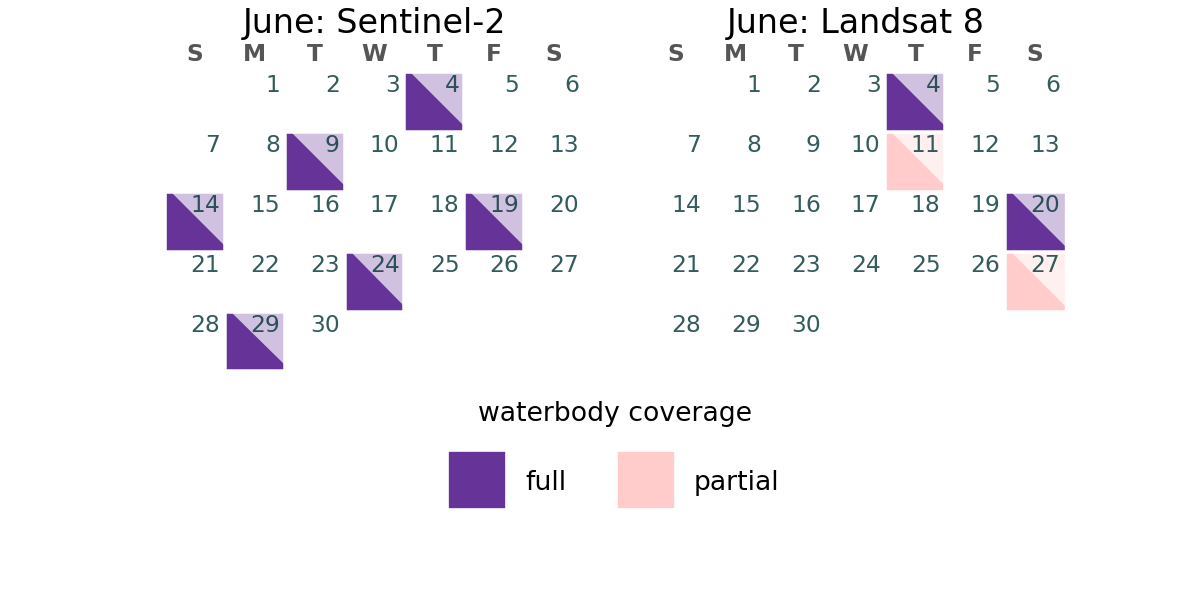 June: Sentinel-2
S M T W T F S
1 2 3 4 5 6
7 8 9 10 11 12 13
14 15 16 17 18 19 20
21 22 23 24 25 26 27
28 29 30
June: Landsat 8
S M T W T F S
1 2 3 4 5 6
7 8 9 10 11 12 13
14 15 16 17 18 19 20
21 22 23 24 25 26 27
28 29 30
waterbody coverage
full
partial